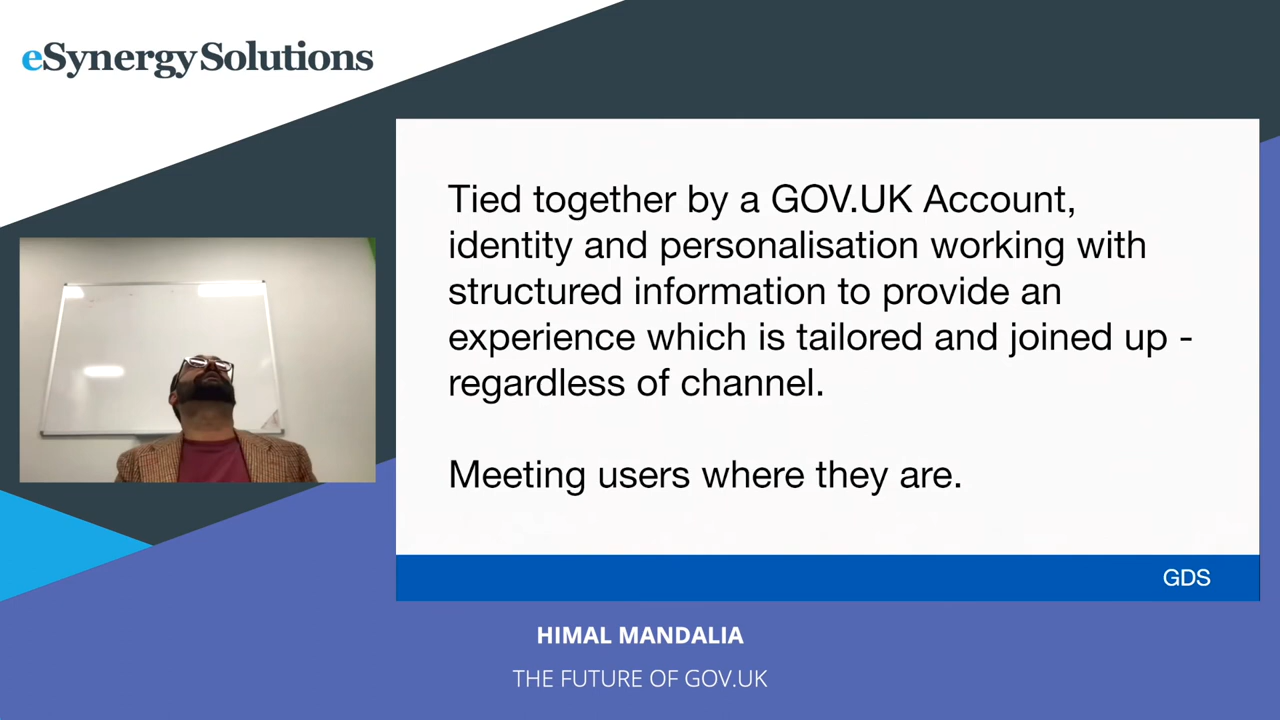 eSynergySolutions
Tied together by a GOV.UK Account,
identity and personalisation working with
structured information to provide an
experience which is tailored and joined up -
regardless of channel.
Meeting users where they are.
GDS
HIMAL MANDALIA
THE FUTURE OF GOV.UK